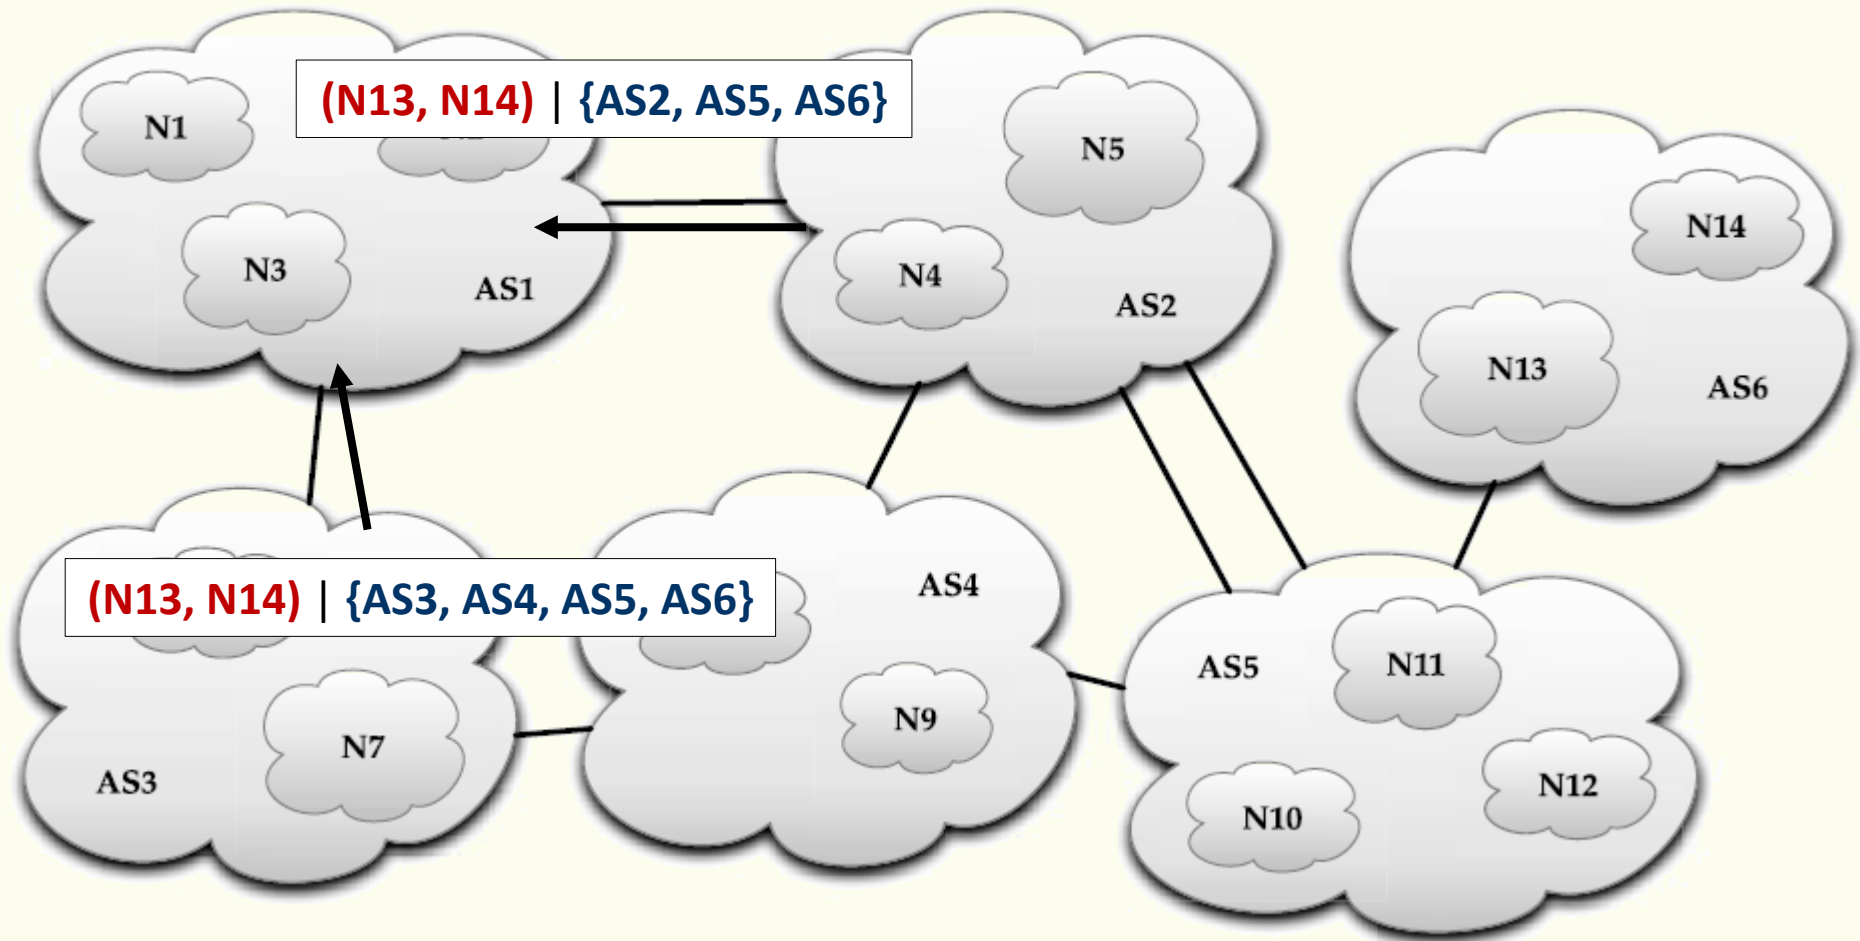 (N13, N14) | {AS2, AS5, AS6}
N1
N5
N3
AS1
N4
AS2
N14
N13
AS6
(N13, N14) | {AS3, AS4, AS5, AS6}
AS4
N7
AS3
N9
AS5
N11
N10
N12